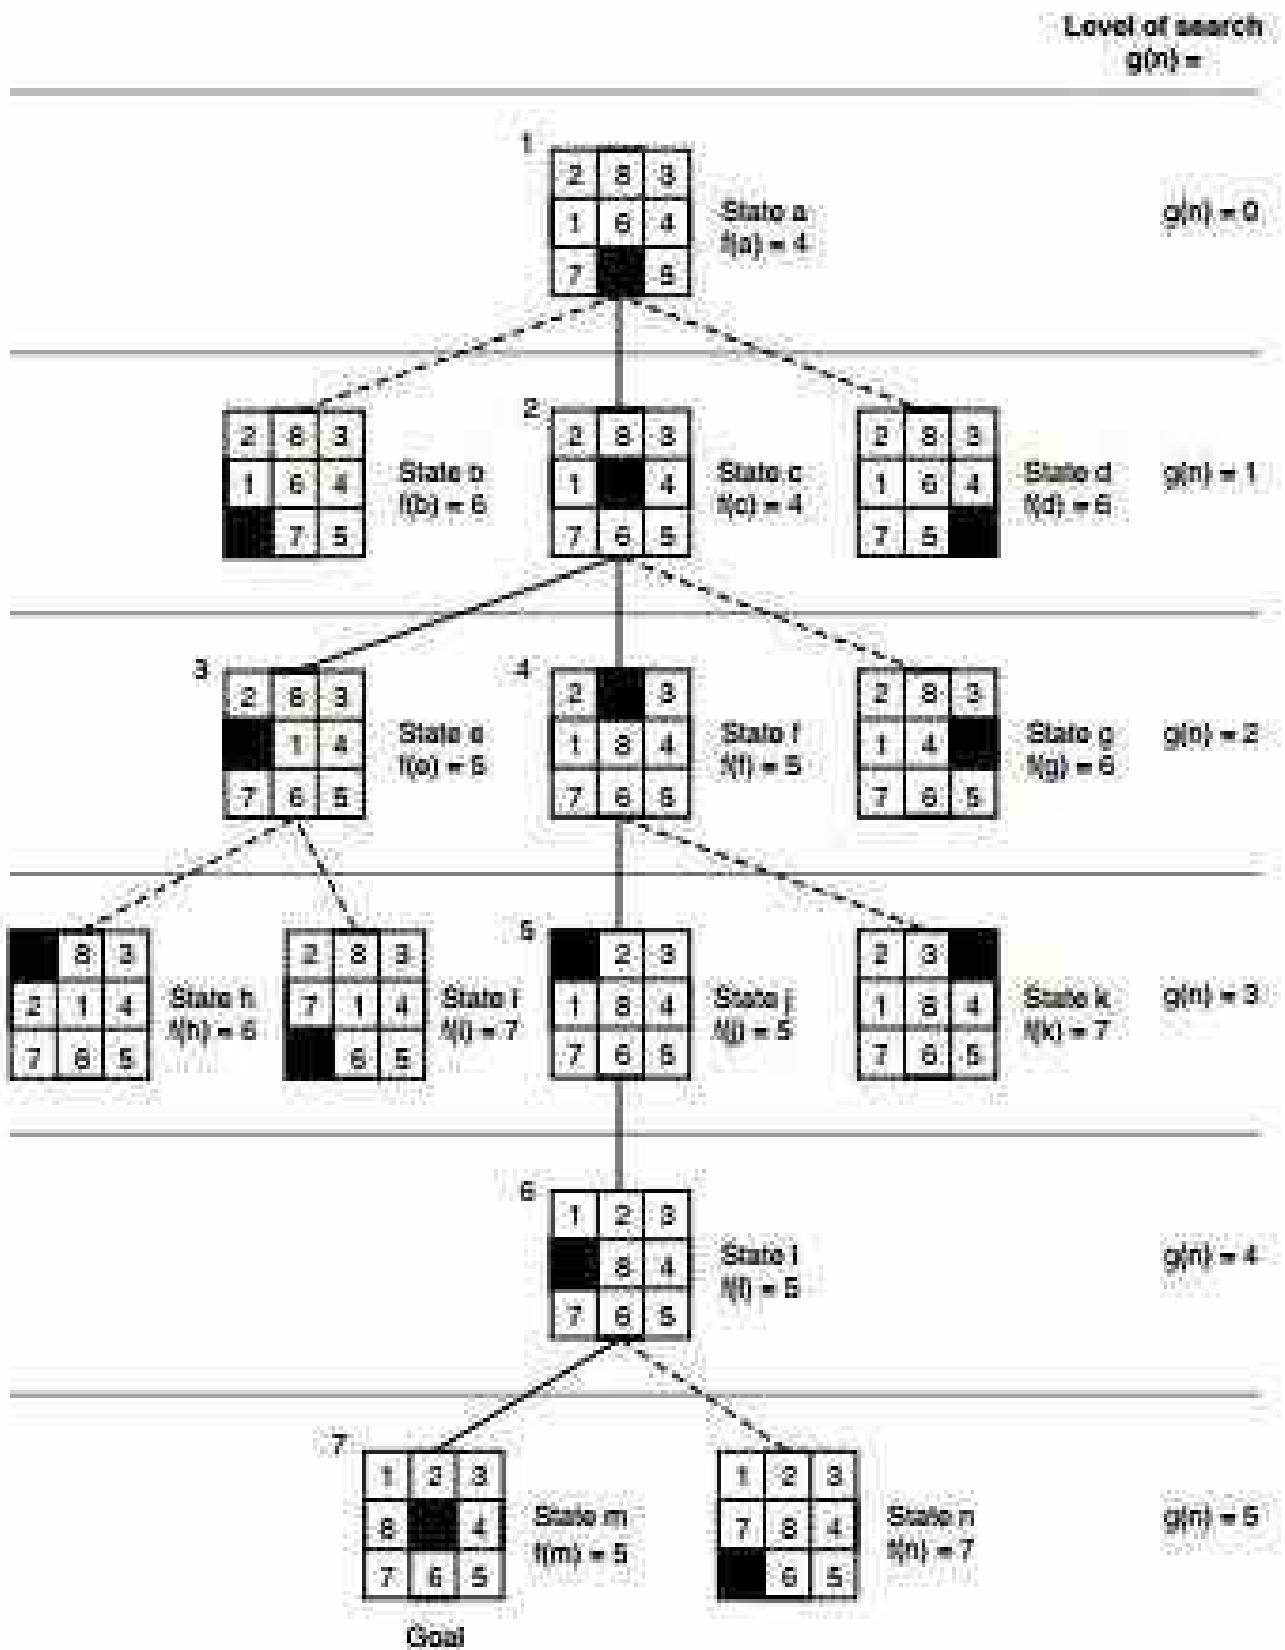 Level of search
g(n) =
1
2 8 3
1 6 4
7 5
State a
f(a) = 4
g(n) = 0
2 8 3
1 6 4
7 5
State b
f(b) = 6
2
2 8 3
1 4
7 6 5
State c
f(c) = 4
2 8 3
1 6 4
7 5
State d
f(d) = 6
g(n) = 1
3
2 8 3
1 4
7 6 5
State e
f(e) = 5
4
2 3
1 8 4
7 6 5
State f
f(f) = 5
2 8 3
1 4
7 6 5
State g
f(g) = 6
g(n) = 2
8 3
2 1 4
7 6 5
State h
f(h) = 6
2 8 3
7 1 4
6 5
State i
f(i) = 7
5
2 3
1 8 4
7 6 5
State j
f(j) = 5
2 3
1 8 4
7 6 5
State k
f(k) = 7
g(n) = 3
6
1 2 3
8 4
7 6 5
State l
f(l) = 5
g(n) = 4
7
1 2 3
8 4
7 6 5
State m
f(m) = 5
Goal
1 2 3
7 8 4
6 5
State n
f(n) = 7
g(n) = 5